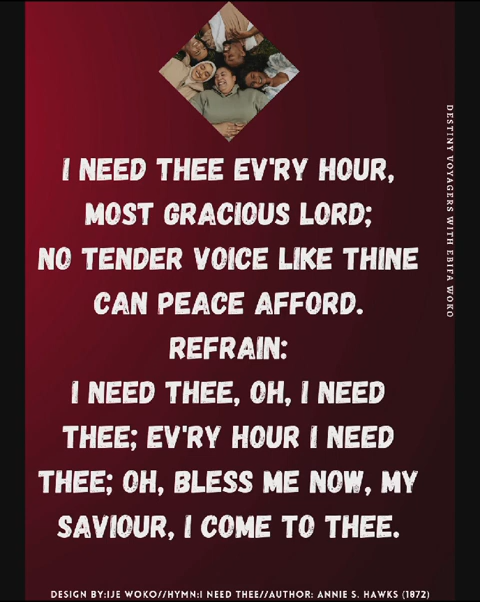 I NEED THEE EV'RY HOUR,
MOST GRACIOUS LORD;
NO TENDER VOICE LIKE THINE
CAN PEACE AFFORD.
REFRAIN:
I NEED THEE, OH, I NEED
THEE; EV'RY HOUR I NEED
THEE; OH, BLESS ME NOW, MY
SAVIOUR, I COME TO THEE.
DESTINY VOYAGERS WITH EBIFA WOKO
DESIGN BY:IJE WOKO//HYMN:I NEED THEE//AUTHOR: ANNIE S. HAWKS (1872)